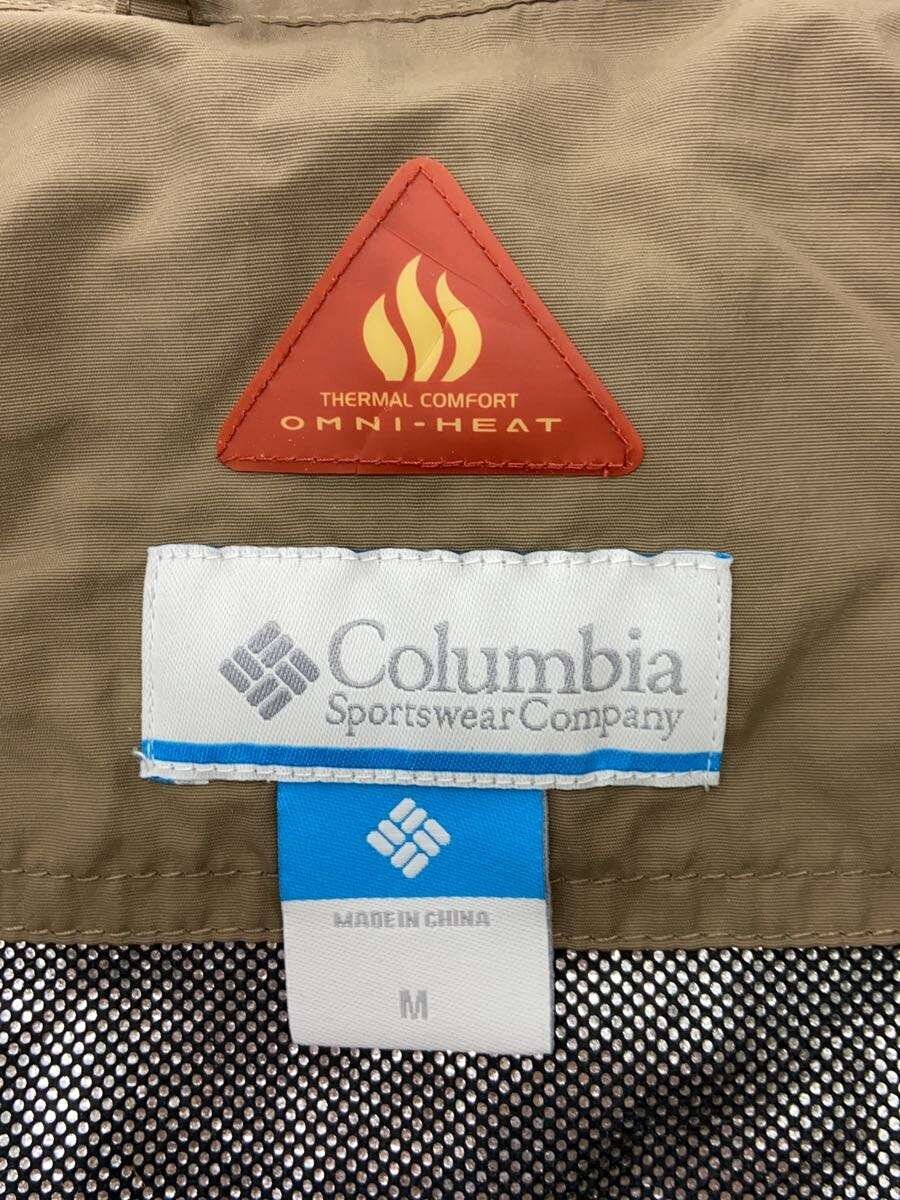 THERMAL COMFORT
OMNI-HEAT
Columbia
Sportswear Company
MADE IN CHINA
M